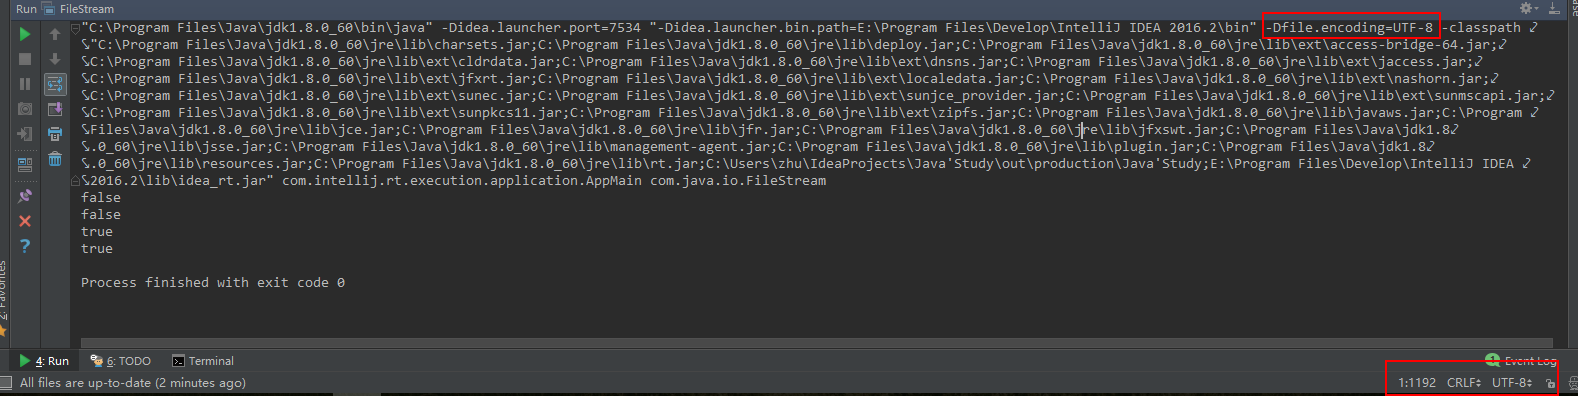 Run FileStream
"C:\Program Files\Java\jdk1.8.0_60\bin\java" -Didea.launcher.port=7534 "-Didea.launcher.bin.path=E:\Program Files\Develop\IntelliJ IDEA 2016.2\bin" -Dfile.encoding=UTF-8 -classpath
"C:\Program Files\Java\jdk1.8.0_60\jre\lib\charsets.jar;C:\Program Files\Java\jdk1.8.0_60\jre\lib\deploy.jar;C:\Program Files\Java\jdk1.8.0_60\jre\lib\ext\access-bridge-64.jar;
C:\Program Files\Java\jdk1.8.0_60\jre\lib\ext\cldrdata.jar;C:\Program Files\Java\jdk1.8.0_60\jre\lib\ext\dnsns.jar;C:\Program Files\Java\jdk1.8.0_60\jre\lib\ext\jaccess.jar;
C:\Program Files\Java\jdk1.8.0_60\jre\lib\ext\jfxrt.jar;C:\Program Files\Java\jdk1.8.0_60\jre\lib\ext\localedata.jar;C:\Program Files\Java\jdk1.8.0_60\jre\lib\ext\nashorn.jar;
C:\Program Files\Java\jdk1.8.0_60\jre\lib\ext\sunec.jar;C:\Program Files\Java\jdk1.8.0_60\jre\lib\ext\sunjce_provider.jar;C:\Program Files\Java\jdk1.8.0_60\jre\lib\ext\sunmscapi.jar;
C:\Program Files\Java\jdk1.8.0_60\jre\lib\ext\sunpkcs11.jar;C:\Program Files\Java\jdk1.8.0_60\jre\lib\ext\zipfs.jar;C:\Program Files\Java\jdk1.8.0_60\jre\lib\javaws.jar;C:\Program
Files\Java\jdk1.8.0_60\jre\lib\jce.jar;C:\Program Files\Java\jdk1.8.0_60\jre\lib\jfr.jar;C:\Program Files\Java\jdk1.8.0_60\jre\lib\jfxswt.jar;C:\Program Files\Java\jdk1.8
.0_60\jre\lib\jsse.jar;C:\Program Files\Java\jdk1.8.0_60\jre\lib\management-agent.jar;C:\Program Files\Java\jdk1.8.0_60\jre\lib\plugin.jar;C:\Program Files\Java\jdk1.8
.0_60\jre\lib\resources.jar;C:\Program Files\Java\jdk1.8.0_60\jre\lib\rt.jar;C:\Users\zhu\IdeaProjects\Java'Study\out\production\Java'Study;E:\Program Files\Develop\IntelliJ IDEA
2016.2\lib\idea_rt.jar" com.intellij.rt.execution.application.AppMain com.java.io.FileStream
false
false
true
true
Process finished with exit code 0
2: Favorites
4: Run 6: TODO Terminal Event Log
All files are up-to-date (2 minutes ago) 1:1192 CRLF UTF-8